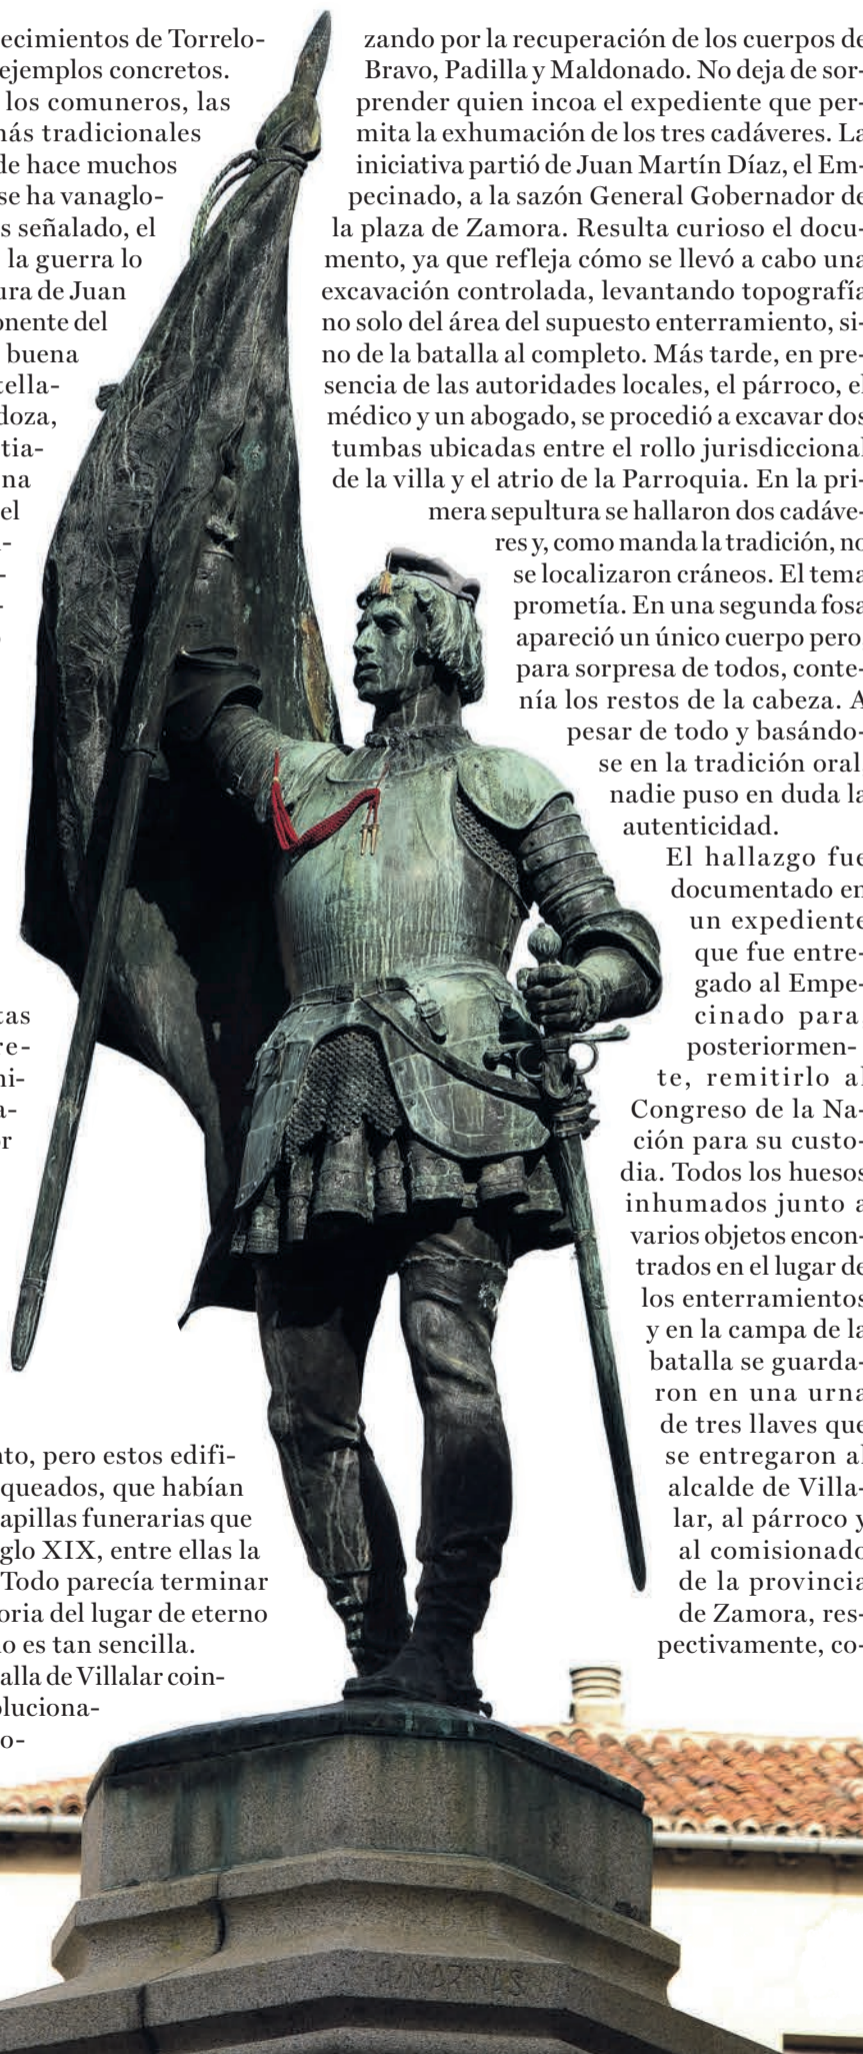 ecimientos de Torrelo-
ejemplos concretos.
los comuneros, las
más tradicionales
de hace muchos
se ha vanaglo-
s señalado, el
la guerra lo
ura de Juan
onente del
buena
tella-
doza,
tia-
na
el
tas
re-
ni-
a-
or
nto, pero estos edifi-
queados, que habían
apillas funerarias que
glo XIX, entre ellas la
Todo parecía terminar
oria del lugar de eterno
no es tan sencilla.
alla de Villalar coin-
oluciona-
o-
zando por la recuperación de los cuerpos de
Bravo, Padilla y Maldonado. No deja de sor-
prender quien incoa el expediente que per-
mita la exhumación de los tres cadáveres. La
iniciativa partió de Juan Martín Díaz, el Em-
pecinado, a la sazón General Gobernador de
la plaza de Zamora. Resulta curioso el docu-
mento, ya que refleja cómo se llevó a cabo una
excavación controlada, levantando topografía
no solo del área del supuesto enterramiento, si-
no de la batalla al completo. Más tarde, en pre-
sencia de las autoridades locales, el párroco, el
médico y un abogado, se procedió a excavar dos
tumbas ubicadas entre el rollo jurisdiccional
de la villa y el atrio de la Parroquia. En la pri-
mera sepultura se hallaron dos cadáve-
res y, como manda la tradición, no
se localizaron cráneos. El tema
prometía. En una segunda fosa
apareció un único cuerpo pero
para sorpresa de todos, conte-
nía los restos de la cabeza. A
pesar de todo y basándo-
se en la tradición oral
nadie puso en duda la
autenticidad.
El hallazgo fue
documentado en
un expediente
que fue entre-
gado al Empe-
cinado para
posteriormen-
te, remitirlo al
Congreso de la Na-
ción para su custo-
dia. Todos los huesos
inhumados junto a
varios objetos encon-
trados en el lugar de
los enterramientos
y en la campa de la
batalla se guarda-
ron en una urna
de tres llaves que
se entregaron al
alcalde de Villa-
lar, al párroco y
al comisionado
de la provincia
de Zamora, res-
pectivamente, co-
A. MARINAS